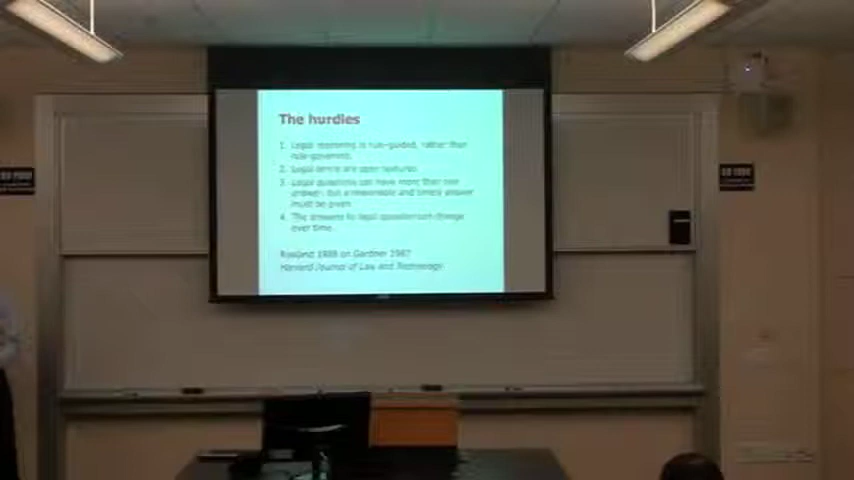 The hurdles
1. Legal reasoning is rule-guided, rather than
rule-governed.
2. Legal terms are open textured.
3. Legal questions can have more than one
answer, but a reasonable and timely answer
must be given.
4. The answers to legal questions can change
over time.
Rissland 1988 on Gardner 1987
Harvard Journal of Law and Technology